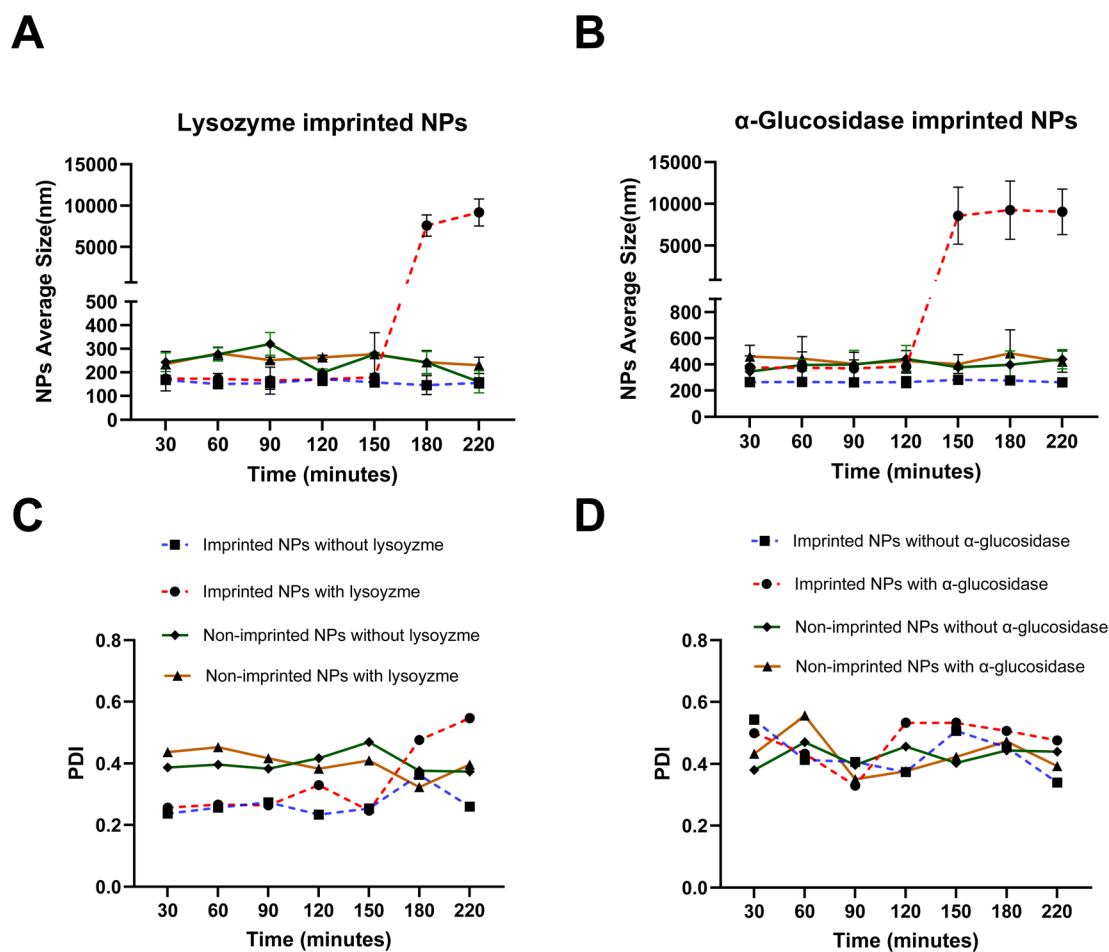 A
B
Lysozyme imprinted NPs
α-Glucosidase imprinted NPs
NPs Average Size(nm)
15000
10000
5000
500
400
300
200
100
0
30 60 90 120 150 180 220
Time (minutes)
NPs Average Size(nm)
15000
10000
5000
800
600
400
200
0
30 60 90 120 150 180 220
Time (minutes)
C
D
Imprinted NPs without lysoyzme
Imprinted NPs with lysoyzme
Non-imprinted NPs without lysoyzme
Non-imprinted NPs with lysoyzme
PDI
0.8
0.6
0.4
0.2
0.0
30 60 90 120 150 180 220
Time (minutes)
Imprinted NPs without α-glucosidase
Imprinted NPs with α-glucosidase
Non-imprinted NPs without α-glucosidase
Non-imprinted NPs with α-glucosidase
PDI
0.8
0.6
0.4
0.2
0.0
30 60 90 120 150 180 220
Time (minutes)